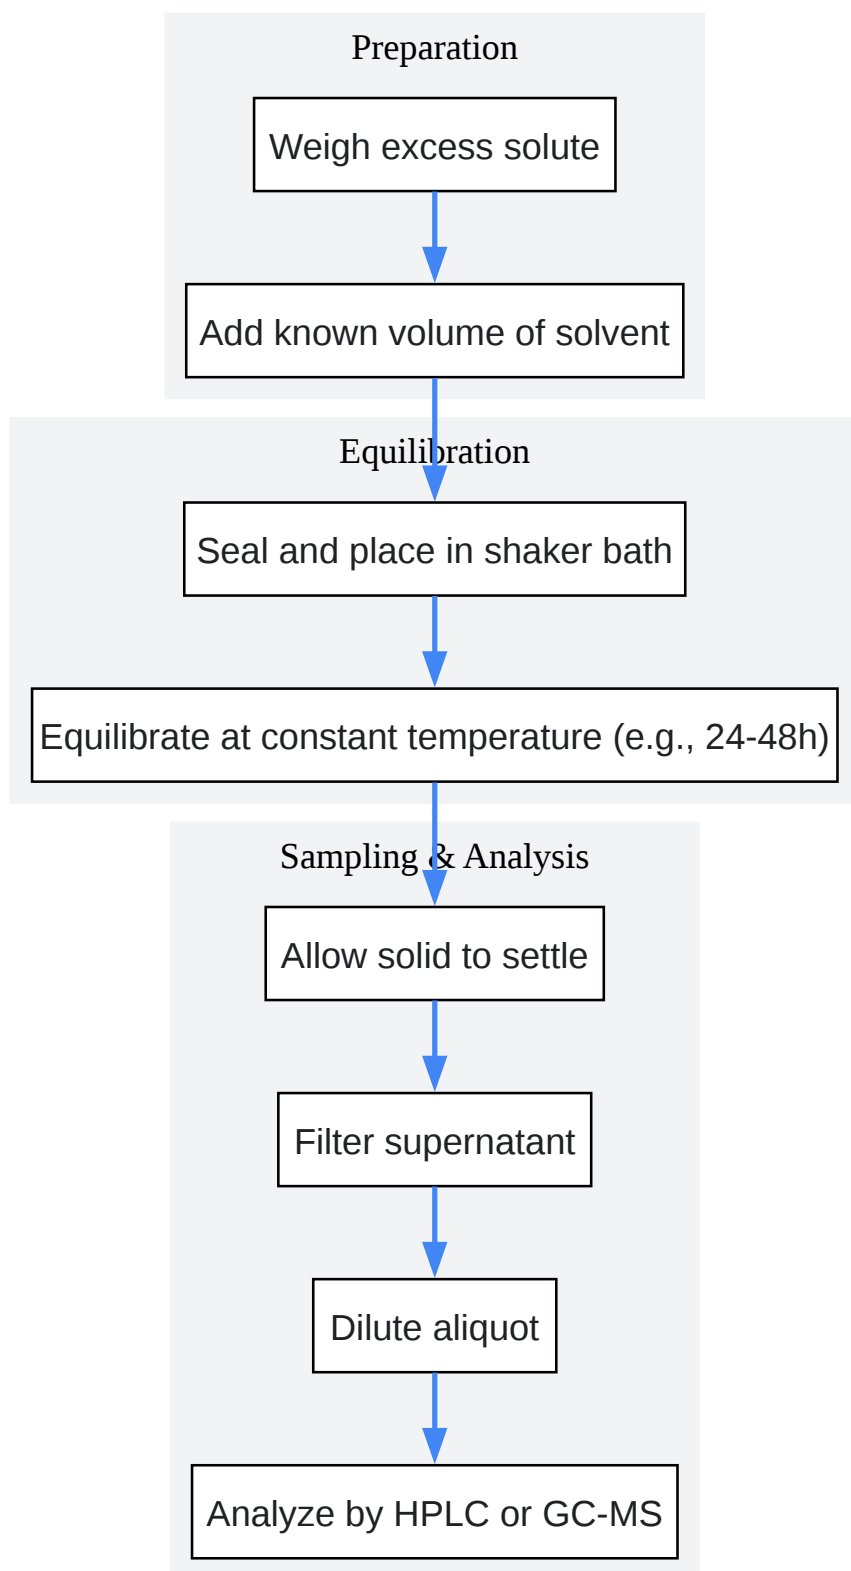 Preparation
Weigh excess solute
Add known volume of solvent
Equilibration
Seal and place in shaker bath
Equilibrate at constant temperature (e.g., 24-48h)
Sampling & Analysis
Allow solid to settle
Filter supernatant
Dilute aliquot
Analyze by HPLC or GC-MS